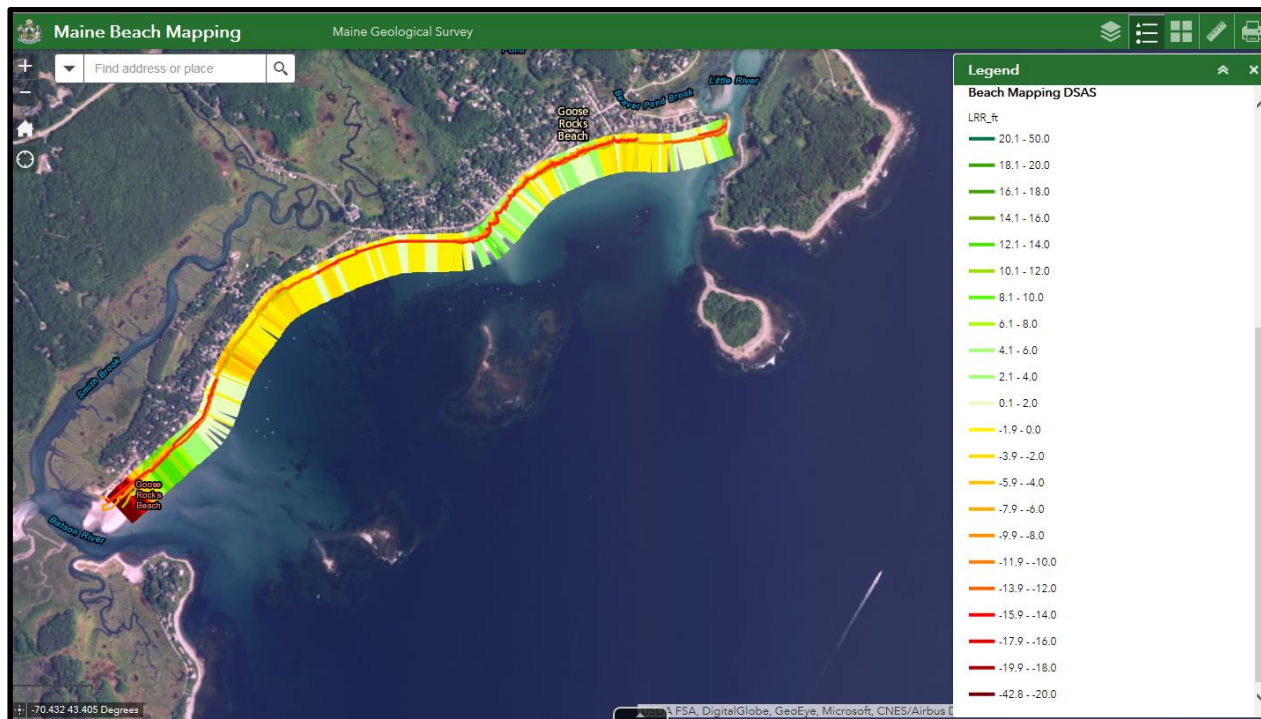 Maine Beach Mapping
Maine Geological Survey
Find address or place
Pond
Little River
Beaver Pond Brook
Goose
Rocks
Beach
Smith Brook
Goose
Rocks
Beach
Batson River
-70.432 43.405 Degrees
USDA FSA, DigitalGlobe, GeoEye, Microsoft, CNES/Airbus D
Legend
Beach Mapping DSAS
LRR_ft
20.1 - 50.0
18.1 - 20.0
16.1 - 18.0
14.1 - 16.0
12.1 - 14.0
10.1 - 12.0
8.1 - 10.0
6.1 - 8.0
4.1 - 6.0
2.1 - 4.0
0.1 - 2.0
-1.9 - 0.0
-3.9 - -2.0
-5.9 - -4.0
-7.9 - -6.0
-9.9 - -8.0
-11.9 - -10.0
-13.9 - -12.0
-15.9 - -14.0
-17.9 - -16.0
-19.9 - -18.0
-42.8 - -20.0